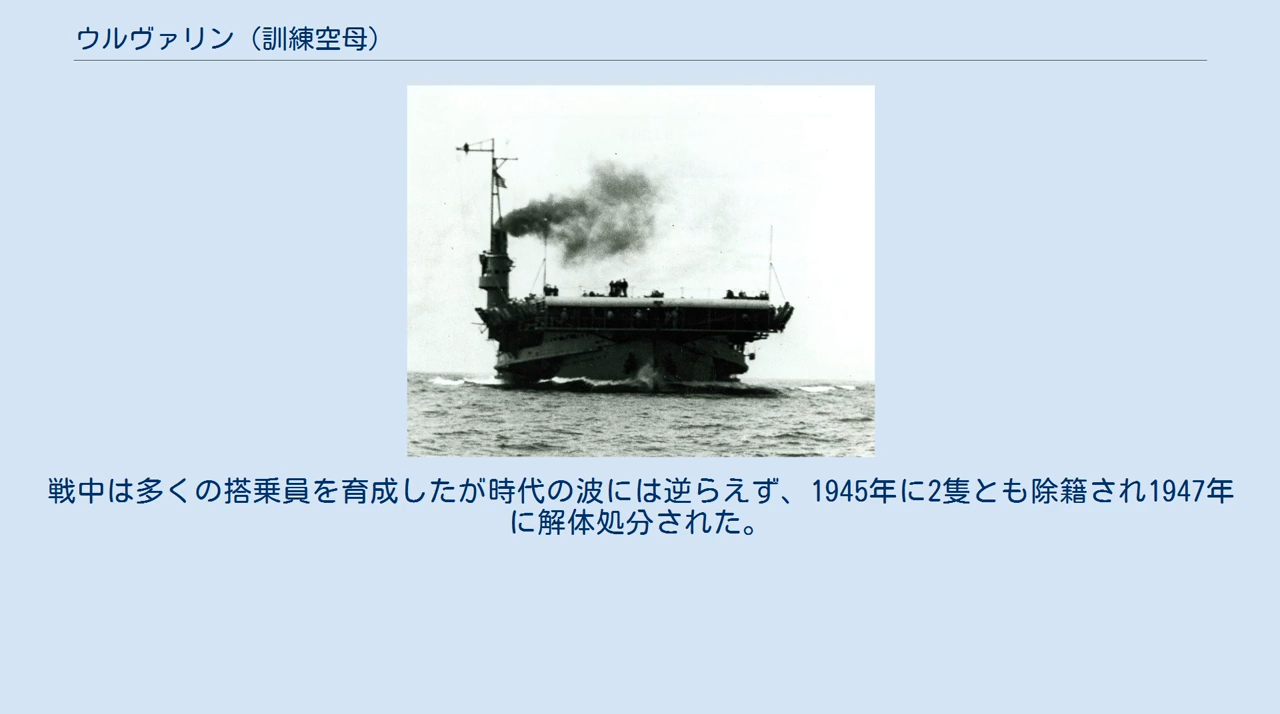 ウルヴァリン（訓練空母）
戦中は多くの搭乗員を育成したが時代の波には逆らえず、1945年に2隻とも除籍され1947年
に解体処分された。